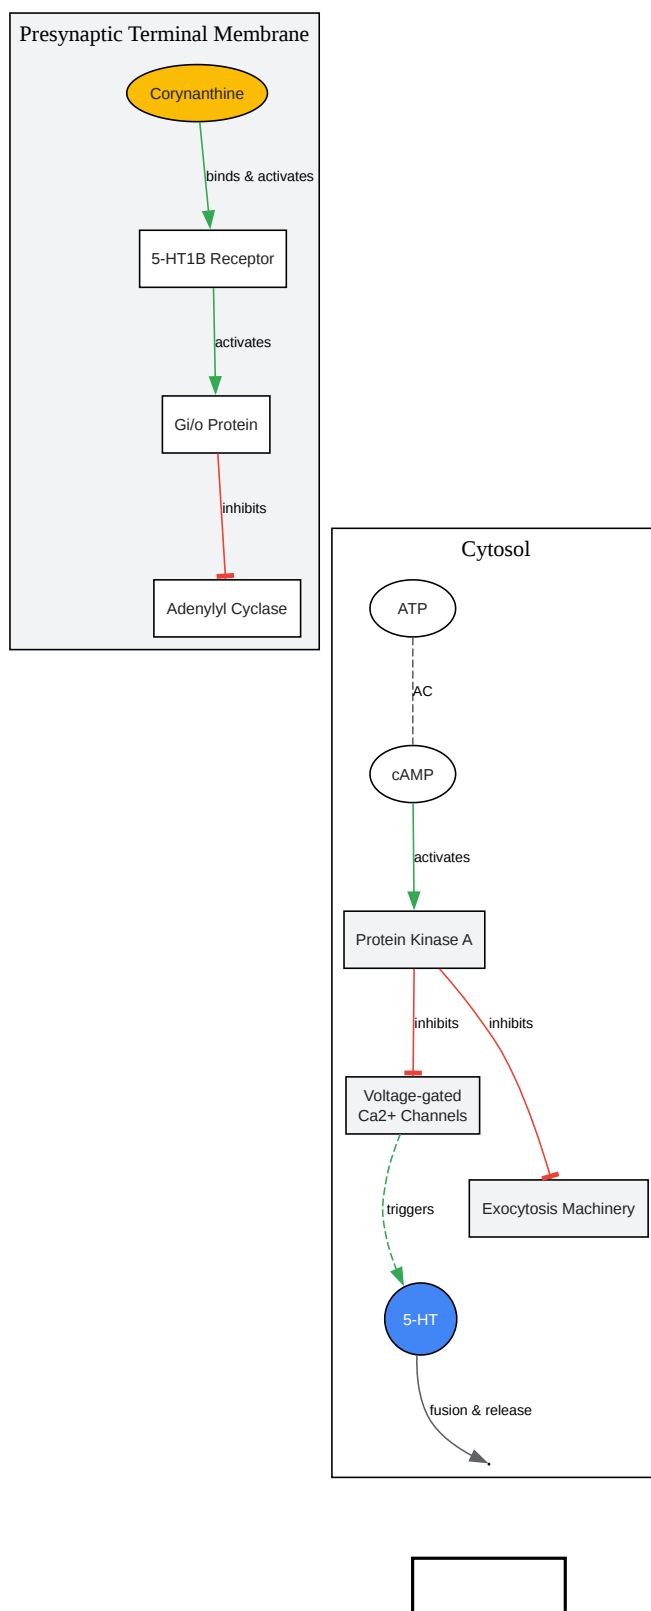 Presynaptic Terminal Membrane
Corynanthine
binds & activates
5-HT1B Receptor
activates
Gi/o Protein
inhibits
Adenylyl Cyclase
Cytosol
ATP
AC
cAMP
activates
Protein Kinase A
inhibits
inhibits
Voltage-gated
Ca2+ Channels
triggers
Exocytosis Machinery
5-HT
fusion & release